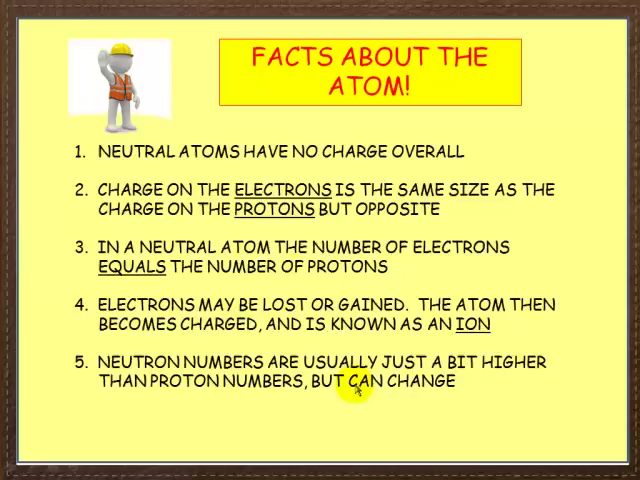 FACTS ABOUT THE
ATOM!
1. NEUTRAL ATOMS HAVE NO CHARGE OVERALL
2. CHARGE ON THE ELECTRONS IS THE SAME SIZE AS THE
CHARGE ON THE PROTONS BUT OPPOSITE
3. IN A NEUTRAL ATOM THE NUMBER OF ELECTRONS
EQUALS THE NUMBER OF PROTONS
4. ELECTRONS MAY BE LOST OR GAINED. THE ATOM THEN
BECOMES CHARGED, AND IS KNOWN AS AN ION
5. NEUTRON NUMBERS ARE USUALLY JUST A BIT HIGHER
THAN PROTON NUMBERS, BUT CAN CHANGE